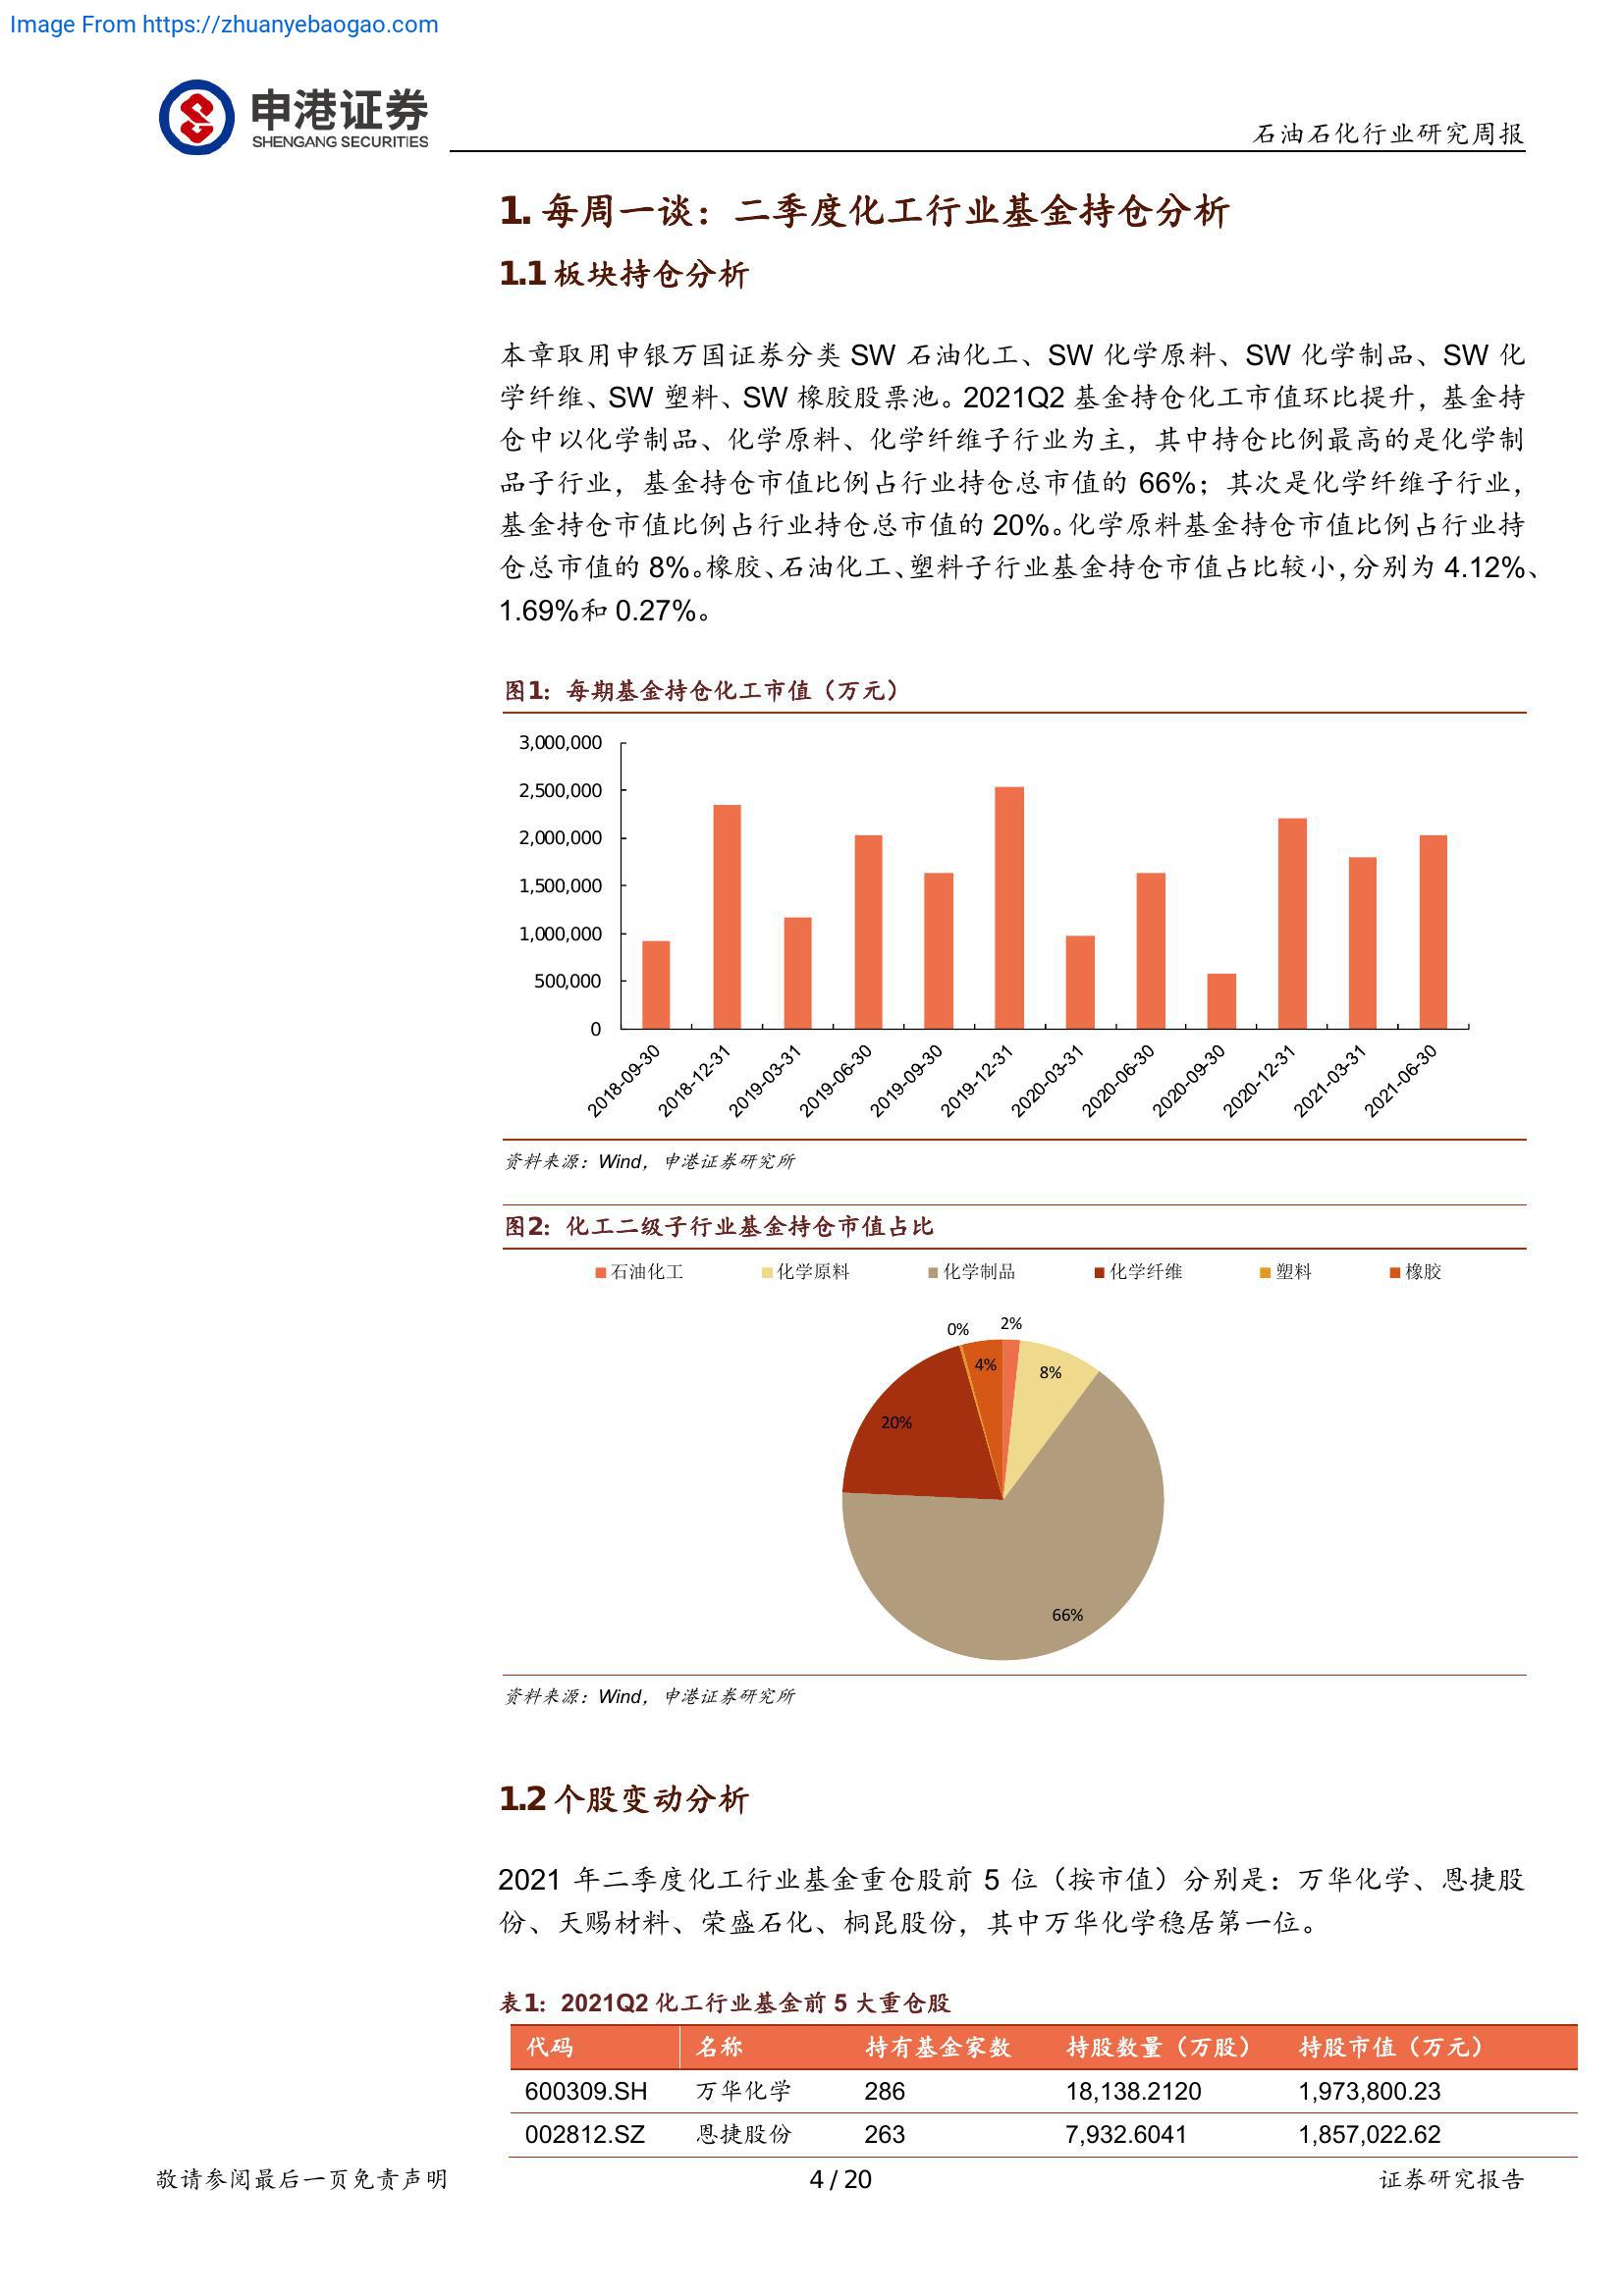 Image From https://zhuanyebaogao.com
申港证券
SHENGANG SECURITIES
石油石化行业研究周报
1. 每周一谈：二季度化工行业基金持仓分析
1.1 板块持仓分析
本章取用申银万国证券分类 SW 石油化工、SW 化学原料、SW 化学制品、SW 化
学纤维、SW 塑料、SW 橡胶股票池。2021Q2 基金持仓化工市值环比提升，基金持
仓中以化学制品、化学原料、化学纤维子行业为主，其中持仓比例最高的是化学制
品子行业，基金持仓市值比例占行业持仓总市值的 66%；其次是化学纤维子行业，
基金持仓市值比例占行业持仓总市值的 20%。化学原料基金持仓市值比例占行业持
仓总市值的 8%。橡胶、石油化工、塑料子行业基金持仓市值占比较小，分别为 4.12%、
1.69%和 0.27%。
图1：每期基金持仓化工市值（万元）
3,000,000
2,500,000
2,000,000
1,500,000
1,000,000
500,000
0
2018-09-30 2018-12-31 2019-03-31 2019-06-30 2019-09-30 2019-12-31 2020-03-31 2020-06-30 2020-09-30 2020-12-31 2021-03-31 2021-06-30
资料来源：Wind，申港证券研究所
图2：化工二级子行业基金持仓市值占比
石油化工 化学原料 化学制品 化学纤维 塑料 橡胶
0% 2%
4% 8%
20%
66%
资料来源：Wind，申港证券研究所
1.2 个股变动分析
2021 年二季度化工行业基金重仓股前 5 位（按市值）分别是：万华化学、恩捷股
份、天赐材料、荣盛石化、桐昆股份，其中万华化学稳居第一位。
表1：2021Q2 化工行业基金前 5 大重仓股
代码 名称 持有基金家数 持股数量（万股） 持股市值（万元）
600309.SH 万华化学 286 18,138.2120 1,973,800.23
002812.SZ 恩捷股份 263 7,932.6041 1,857,022.62
敬请参阅最后一页免责声明 4 / 20 证券研究报告